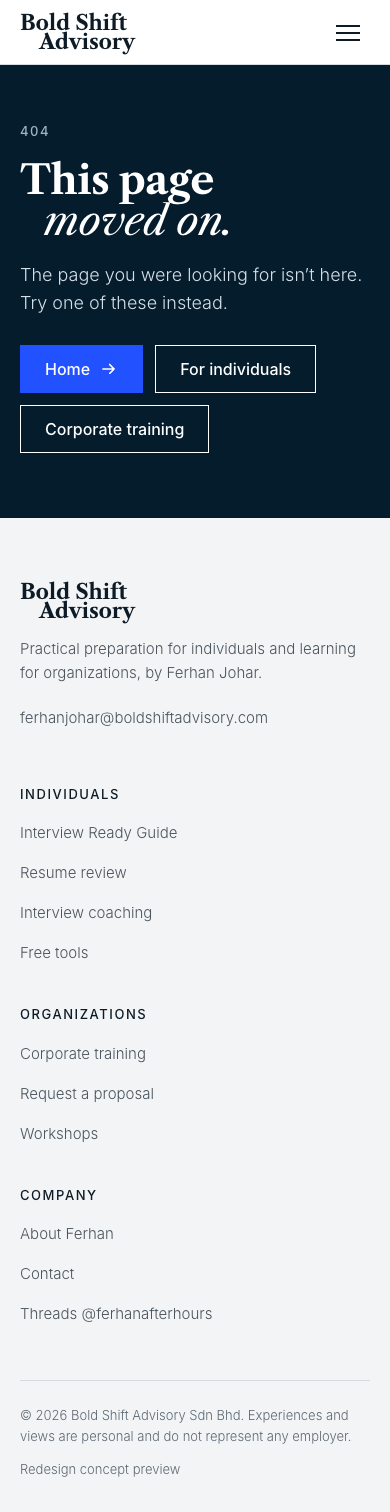 Bold Shift
Advisory
404
This page
moved on.
The page you were looking for isn’t here.
Try one of these instead.
Home →
For individuals
Corporate training
Bold Shift
Advisory
Practical preparation for individuals and learning
for organizations, by Ferhan Johar.
ferhanjohar@boldshiftadvisory.com
INDIVIDUALS
Interview Ready Guide
Resume review
Interview coaching
Free tools
ORGANIZATIONS
Corporate training
Request a proposal
Workshops
COMPANY
About Ferhan
Contact
Threads @ferhanafterhours
© 2026 Bold Shift Advisory Sdn Bhd. Experiences and
views are personal and do not represent any employer.
Redesign concept preview